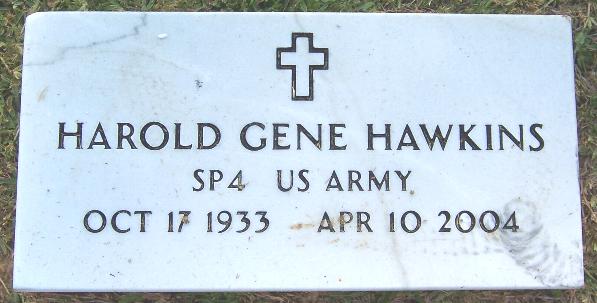 HAROLD GENE HAWKINS
SP4 US ARMY
OCT 17 1933 APR 10 2004